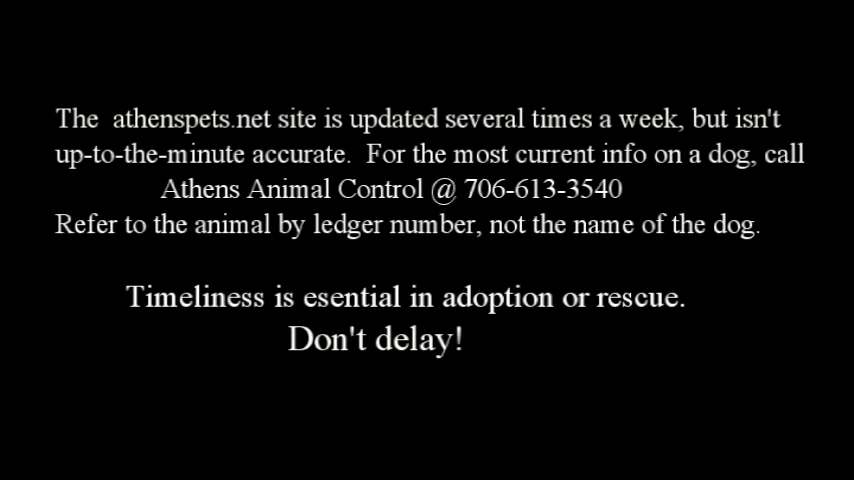 The  athenspets.net site is updated several times a week, but isn't
up-to-the-minute accurate.  For the most current info on a dog, call
Athens Animal Control @ 706-613-3540
Refer to the animal by ledger number, not the name of the dog.
Timeliness is esential in adoption or rescue.
Don't delay!